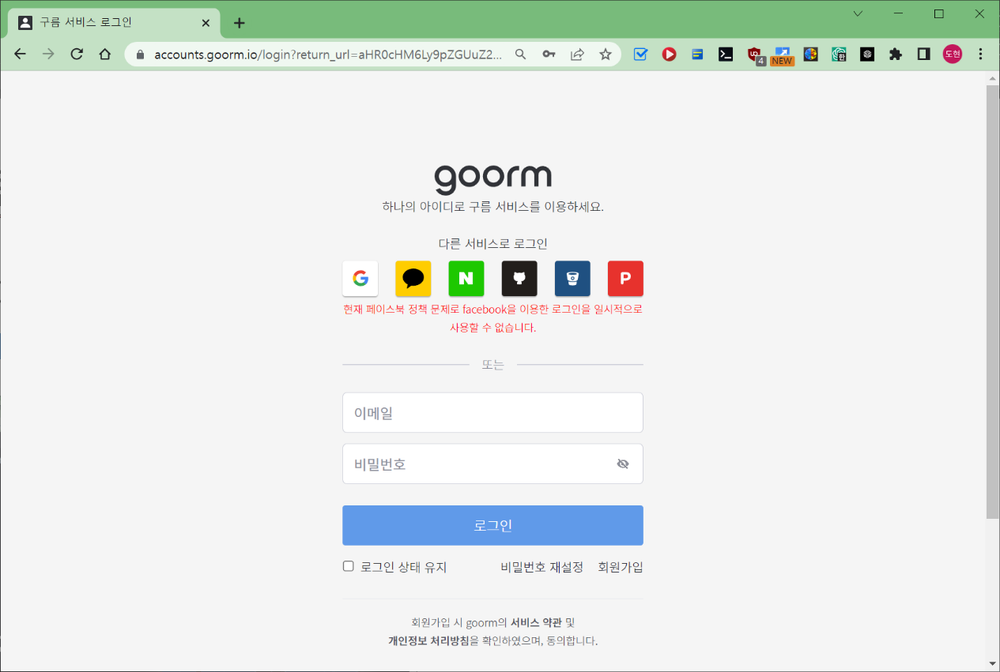 구름 서비스 로그인
accounts.goorm.io/login?return_url=aHR0cHM6Ly9pZGUuZ2...
4
NEW
한
도현
goorm
하나의 아이디로 구름 서비스를 이용하세요.
다른 서비스로 로그인
G N P
현재 페이스북 정책 문제로 facebook을 이용한 로그인을 일시적으로
사용할 수 없습니다.
또는
이메일
비밀번호
로그인
로그인 상태 유지 비밀번호 재설정 회원가입
회원가입 시 goorm의 서비스 약관 및
개인정보 처리방침을 확인하였으며, 동의합니다.